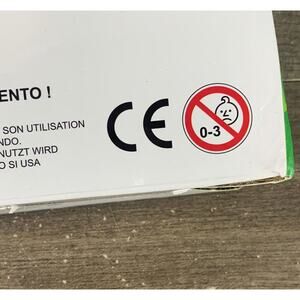 ENTO !
SON UTILISATION
NDO.
NUTZT WIRD
O SI USA
CE
0-3